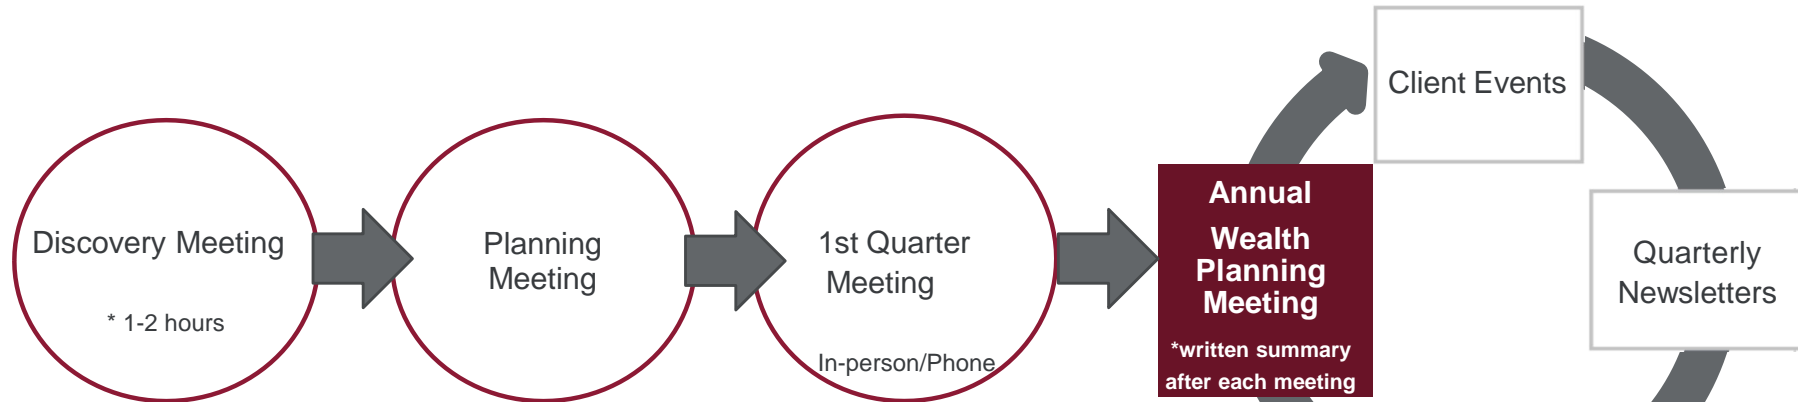 Discovery Meeting
* 1-2 hours
Planning
Meeting
1st Quarter
Meeting
In-person/Phone
Annual
Wealth
Planning
Meeting
*written summary
after each meeting
Client Events
Quarterly
Newsletters